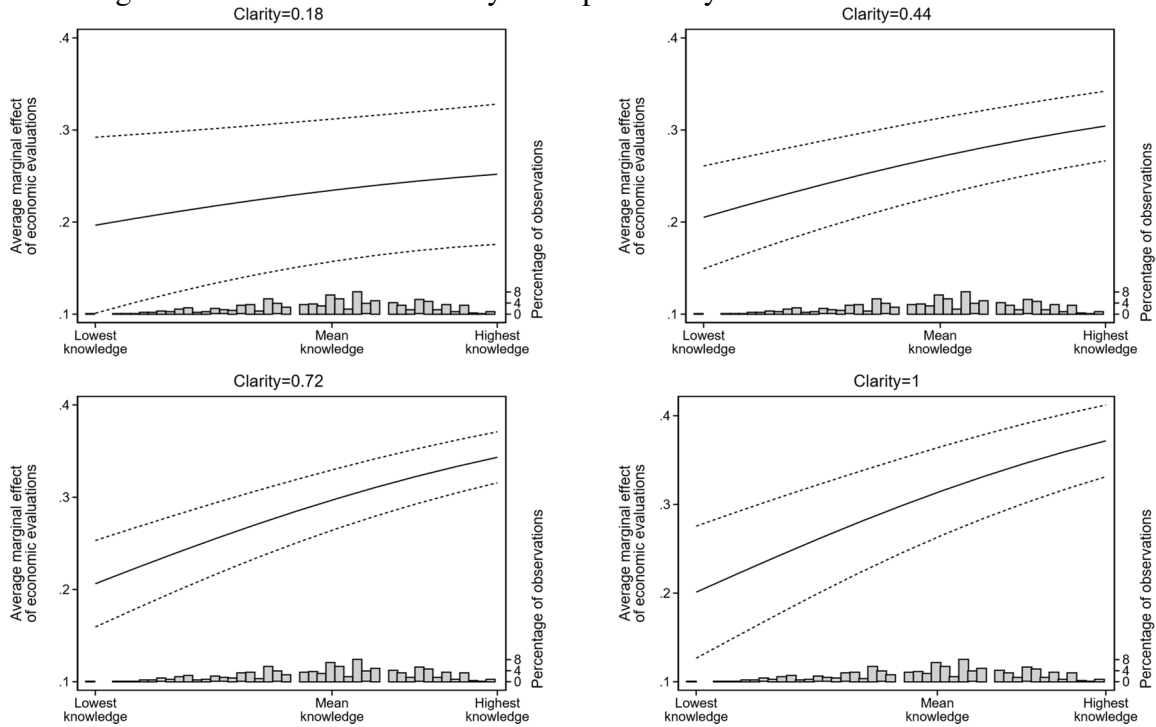 Clarity=0.18
.4
.3
.2
.1
Average marginal effect
of economic evaluations
Percentage of observations
8
4
0
Lowest
knowledge
Mean
knowledge
Highest
knowledge
Clarity=0.44
.4
.3
.2
.1
Average marginal effect
of economic evaluations
Percentage of observations
8
4
0
Lowest
knowledge
Mean
knowledge
Highest
knowledge
Clarity=0.72
.4
.3
.2
.1
Average marginal effect
of economic evaluations
Percentage of observations
8
4
0
Lowest
knowledge
Mean
knowledge
Highest
knowledge
Clarity=1
.4
.3
.2
.1
Average marginal effect
of economic evaluations
Percentage of observations
8
4
0
Lowest
knowledge
Mean
knowledge
Highest
knowledge